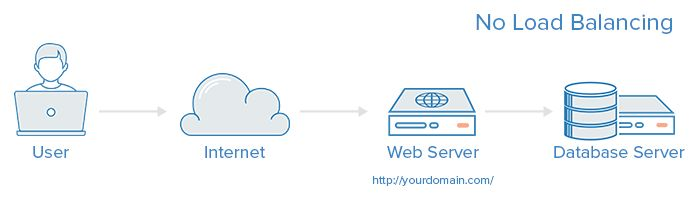 No Load Balancing
User
Internet
Web Server
Database Server
http://yourdomain.com/